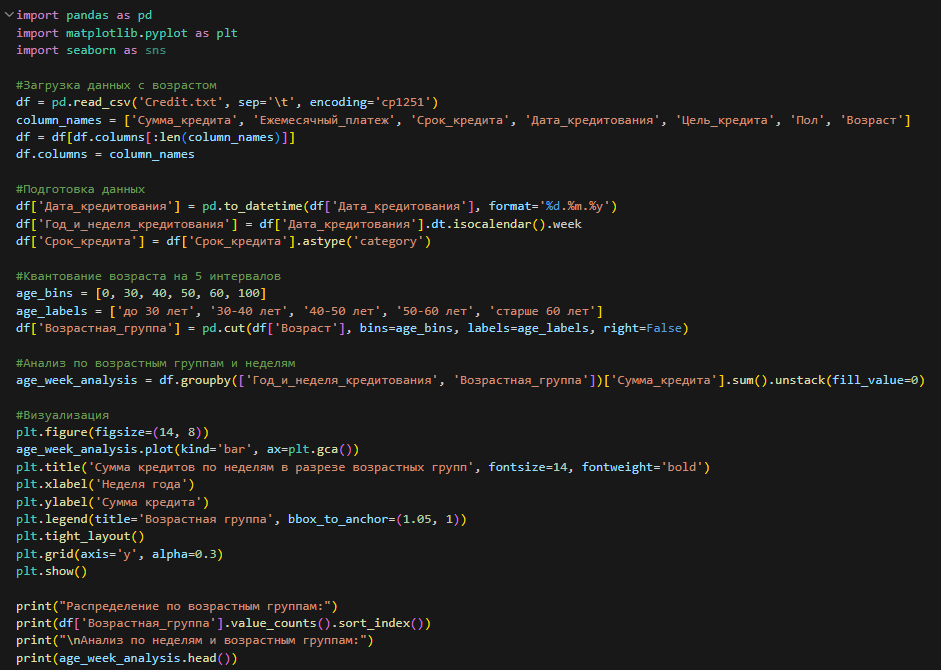 import pandas as pd
import matplotlib.pyplot as plt
import seaborn as sns
#Загрузка данных с возрастом
df = pd.read_csv('Credit.txt', sep='\t', encoding='cp1251')
column_names = ['Сумма_кредита', 'Ежемесячный_платеж', 'Срок_кредита', 'Дата_кредитования', 'Цель_кредита', 'Пол', 'Возраст']
df = df[df.columns[:len(column_names)]]
df.columns = column_names
#Подготовка данных
df['Дата_кредитования'] = pd.to_datetime(df['Дата_кредитования'], format='%d.%m.%y')
df['Год_и_неделя_кредитования'] = df['Дата_кредитования'].dt.isocalendar().week
df['Срок_кредита'] = df['Срок_кредита'].astype('category')
#Квантование возраста на 5 интервалов
age_bins = [0, 30, 40, 50, 60, 100]
age_labels = ['до 30 лет', '30-40 лет', '40-50 лет', '50-60 лет', 'старше 60 лет']
df['Возрастная_группа'] = pd.cut(df['Возраст'], bins=age_bins, labels=age_labels, right=False)
#Анализ по возрастным группам и неделям
age_week_analysis = df.groupby(['Год_и_неделя_кредитования', 'Возрастная_группа'])['Сумма_кредита'].sum().unstack(fill_value=0)
#Визуализация
plt.figure(figsize=(14, 8))
age_week_analysis.plot(kind='bar', ax=plt.gca())
plt.title('Сумма кредитов по неделям в разрезе возрастных групп', fontsize=14, fontweight='bold')
plt.xlabel('Неделя года')
plt.ylabel('Сумма кредита')
plt.legend(title='Возрастная группа', bbox_to_anchor=(1.05, 1))
plt.tight_layout()
plt.grid(axis='y', alpha=0.3)
plt.show()
print("Распределение по возрастным группам:")
print(df['Возрастная_группа'].value_counts().sort_index())
print("\nАнализ по неделям и возрастным группам:")
print(age_week_analysis.head())